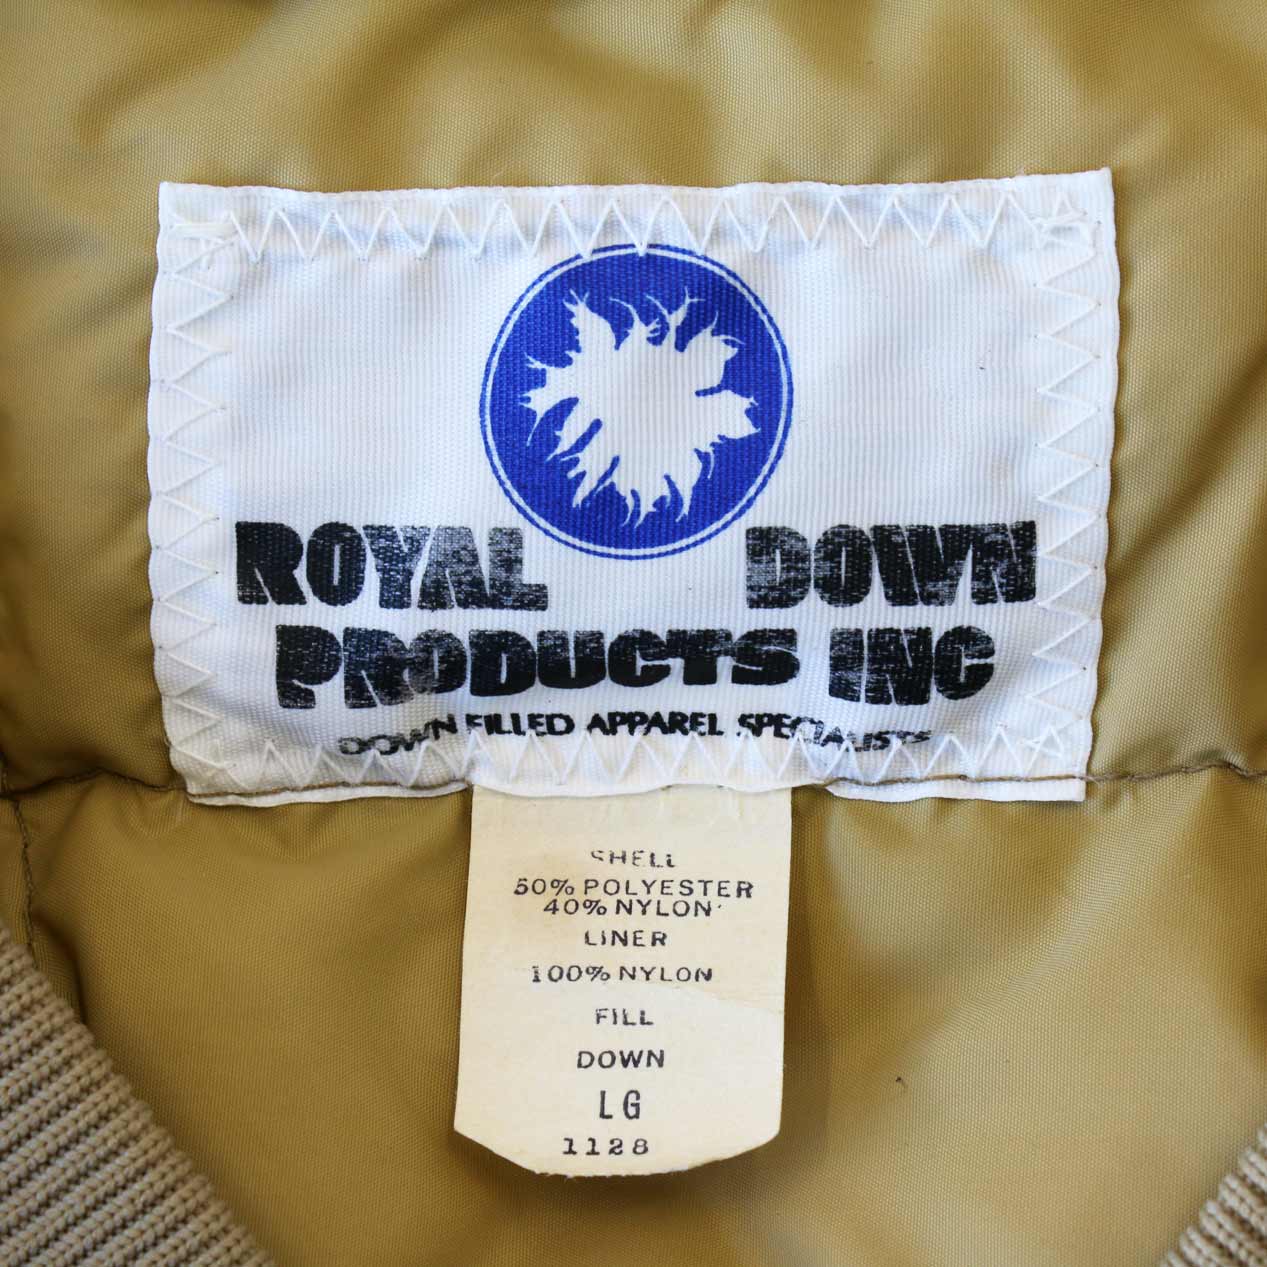 ROYAL DOWN
PRODUCTS INC
DOWN FILLED APPAREL SPECIALISTS
SHELL
60% POLYESTER
40% NYLON
LINER
100% NYLON
FILL
DOWN
LG
1128